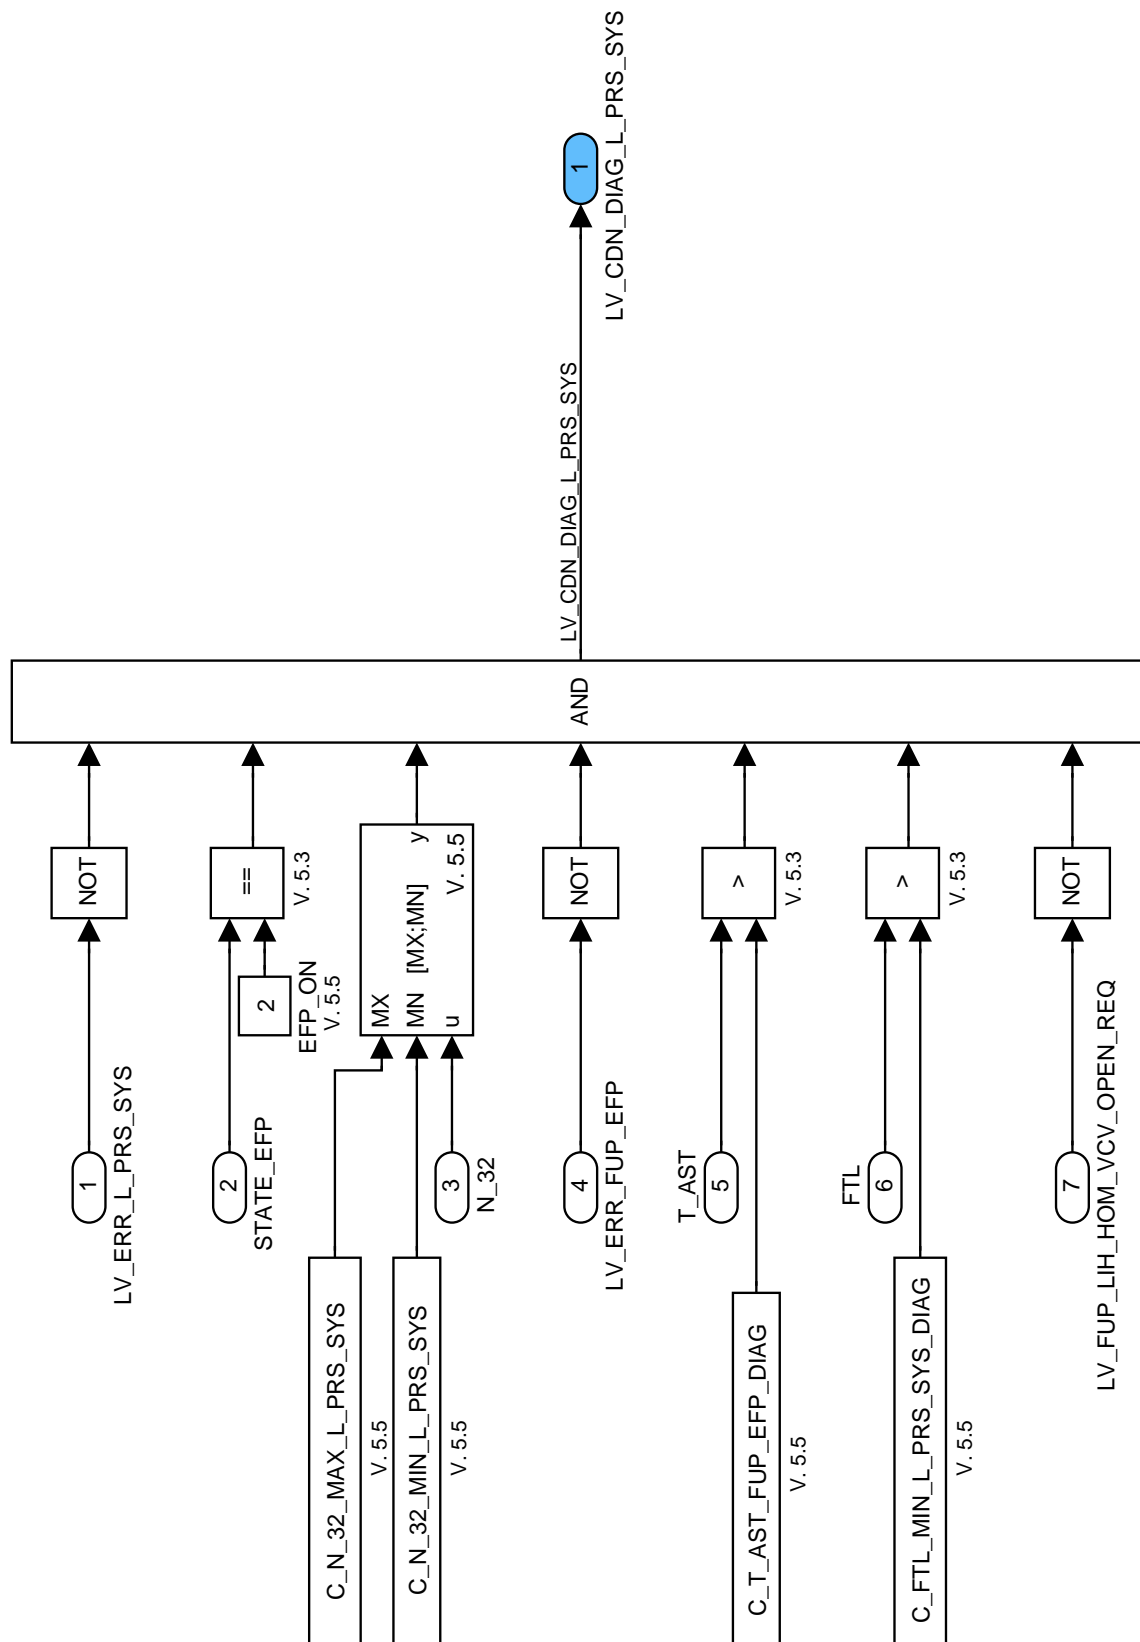 1
LV_ERR_L_PRS_SYS
NOT
2
STATE_EFP
2
EFP_ON
V. 5.5
==
V. 5.3
C_N_32_MAX_L_PRS_SYS
V. 5.5
C_N_32_MIN_L_PRS_SYS
V. 5.5
3
N_32
MX
MN [MX;MN] y
u
V. 5.5
4
LV_ERR_FUP_EFP
NOT
T_AST
5
C_T_AST_FUP_EFP_DIAG
V. 5.5
>
V. 5.3
FTL
6
C_FTL_MIN_L_PRS_SYS_DIAG
V. 5.5
>
V. 5.3
7
LV_FUP_LIH_HOM_VCV_OPEN_REQ
NOT
AND
LV_CDN_DIAG_L_PRS_SYS
1
LV_CDN_DIAG_L_PRS_SYS